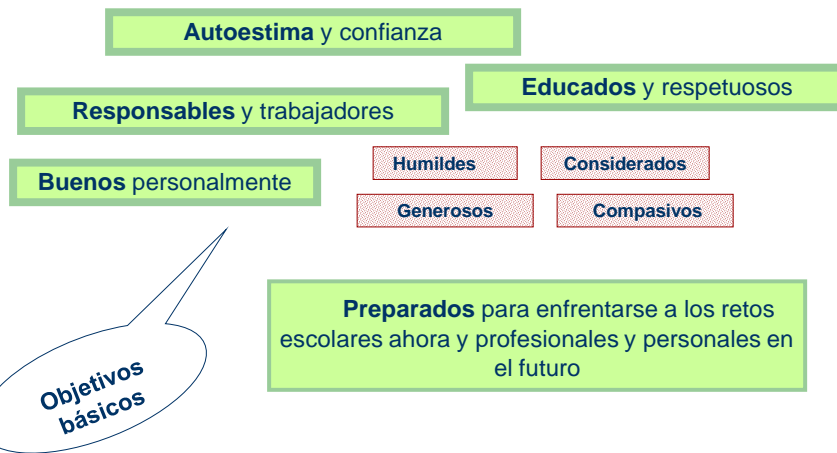 Autoestima y confianza
Educados y respetuosos
Responsables y trabajadores
Buenos personalmente
Humildes
Considerados
Generosos
Compasivos
Preparados para enfrentarse a los retos
escolares ahora y profesionales y personales en
el futuro
Objetivos
básicos